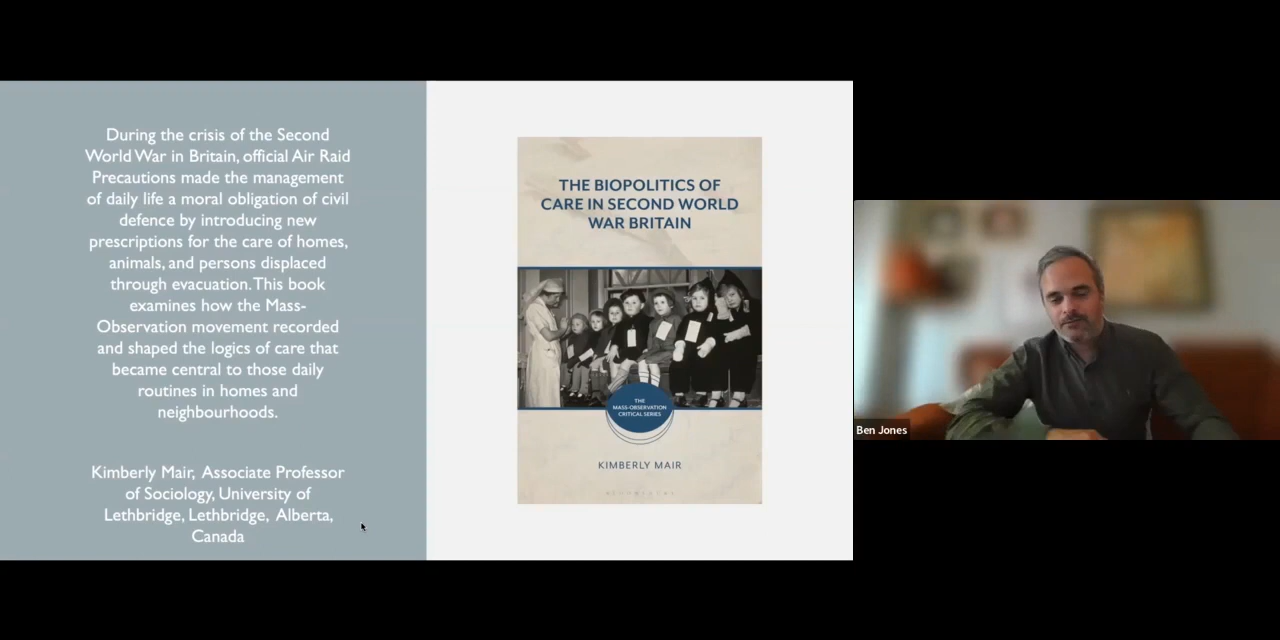 During the crisis of the Second
World War in Britain, official Air Raid
Precautions made the management
of daily life a moral obligation of civil
defence by introducing new
prescriptions for the care of homes,
animals, and persons displaced
through evacuation. This book
examines how the Mass-
Observation movement recorded
and shaped the logics of care that
became central to those daily
routines in homes and
neighbourhoods.
Kimberly Mair, Associate Professor
of Sociology, University of
Lethbridge, Lethbridge, Alberta,
Canada
THE BIOPOLITICS OF
CARE IN SECOND WORLD
WAR BRITAIN
THE
MASS-OBSERVATION
CRITICAL SERIES
KIMBERLY MAIR
BLOOMSBURY
Ben Jones